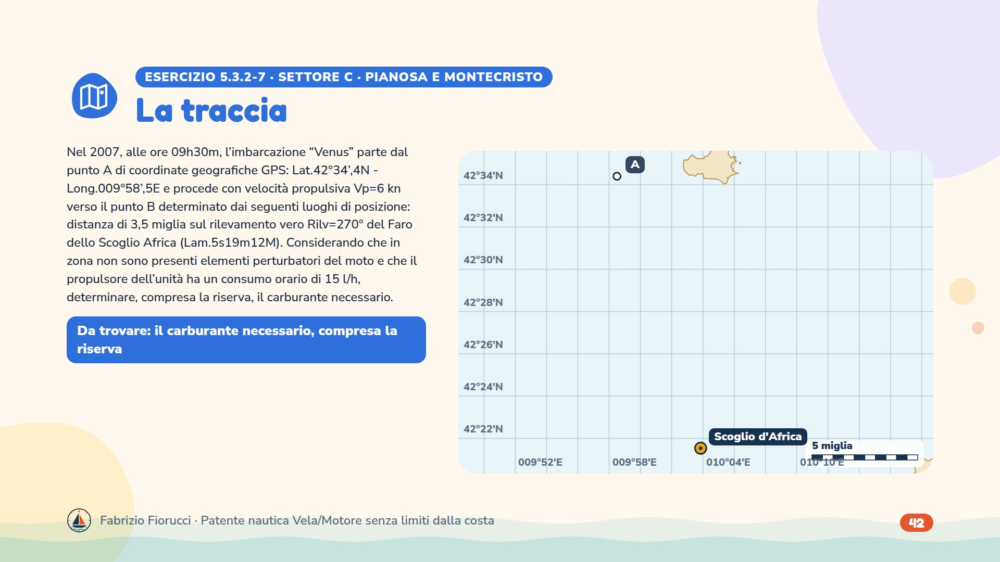 ESERCIZIO 5.3.2-7 · SETTORE C · PIANOSA E MONTECRISTO
La traccia
Nel 2007, alle ore 09h30m, l’imbarcazione “Venus” parte dal
punto A di coordinate geografiche GPS: Lat.42°34’,4N -
Long.009°58’,5E e procede con velocità propulsiva Vp=6 kn
verso il punto B determinato dai seguenti luoghi di posizione:
distanza di 3,5 miglia sul rilevamento vero Rilv=270° del Faro
dello Scoglio Africa (Lam.5s19m12M). Considerando che in
zona non sono presenti elementi perturbatori del moto e che il
propulsore dell’unità ha un consumo orario di 15 l/h,
determinare, compresa la riserva, il carburante necessario.
Da trovare: il carburante necessario, compresa la
riserva
A
42°34'N
42°32'N
42°30'N
42°28'N
42°26'N
42°24'N
42°22'N
Scoglio d'Africa
5 miglia
009°52'E
009°58'E
010°04'E
010°10'E
Fabrizio Fiorucci · Patente nautica Vela/Motore senza limiti dalla costa
42